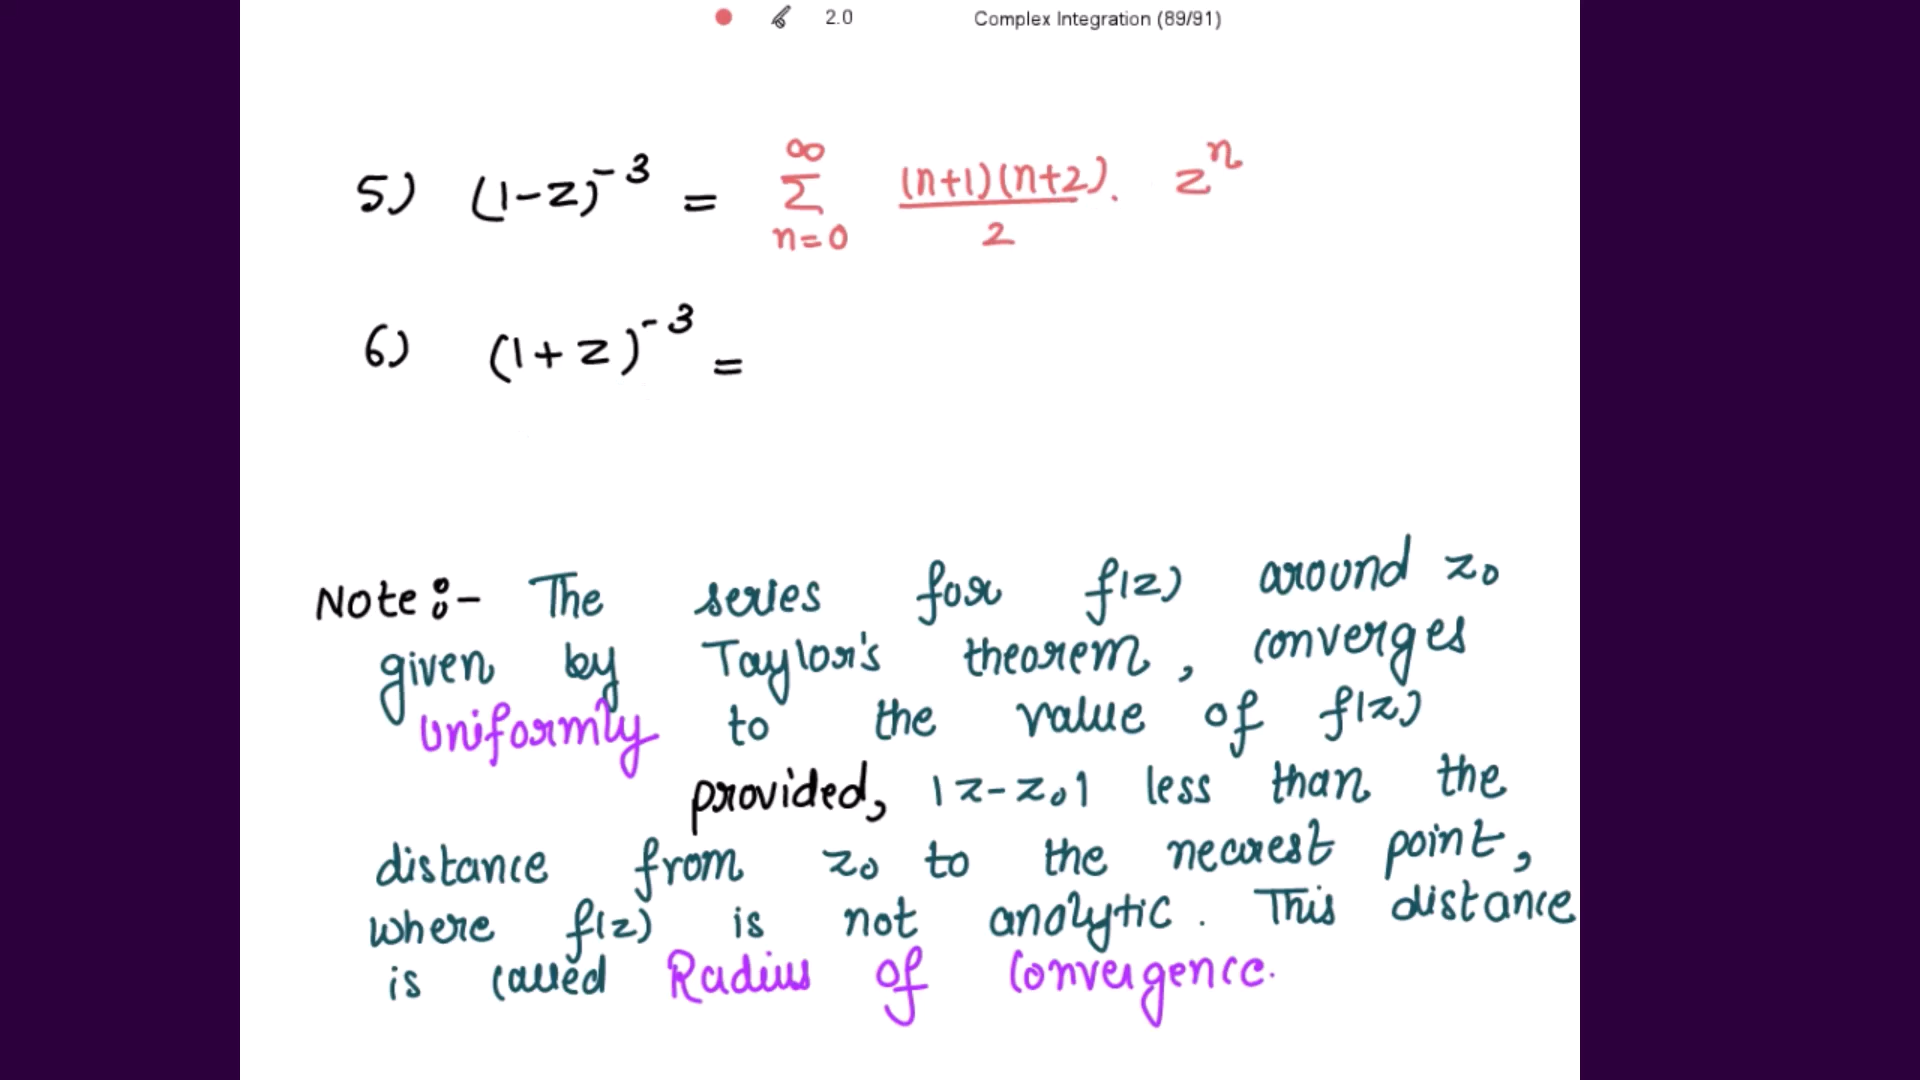 2.0 Complex Integration (89/91)
5) (1-z)^-3 = ∞ Σ n=0 (n+1)(n+2)/2 . z^n
6) (1+z)^-3 =
Note:- The series for f(z) around z₀
given by Taylor's theorem, converges
Uniformly to the value of f(z)
provided, |z-z₀| less than the
distance from z₀ to the nearest point,
where f(z) is not analytic. This distance
is called Radius of Convergence.